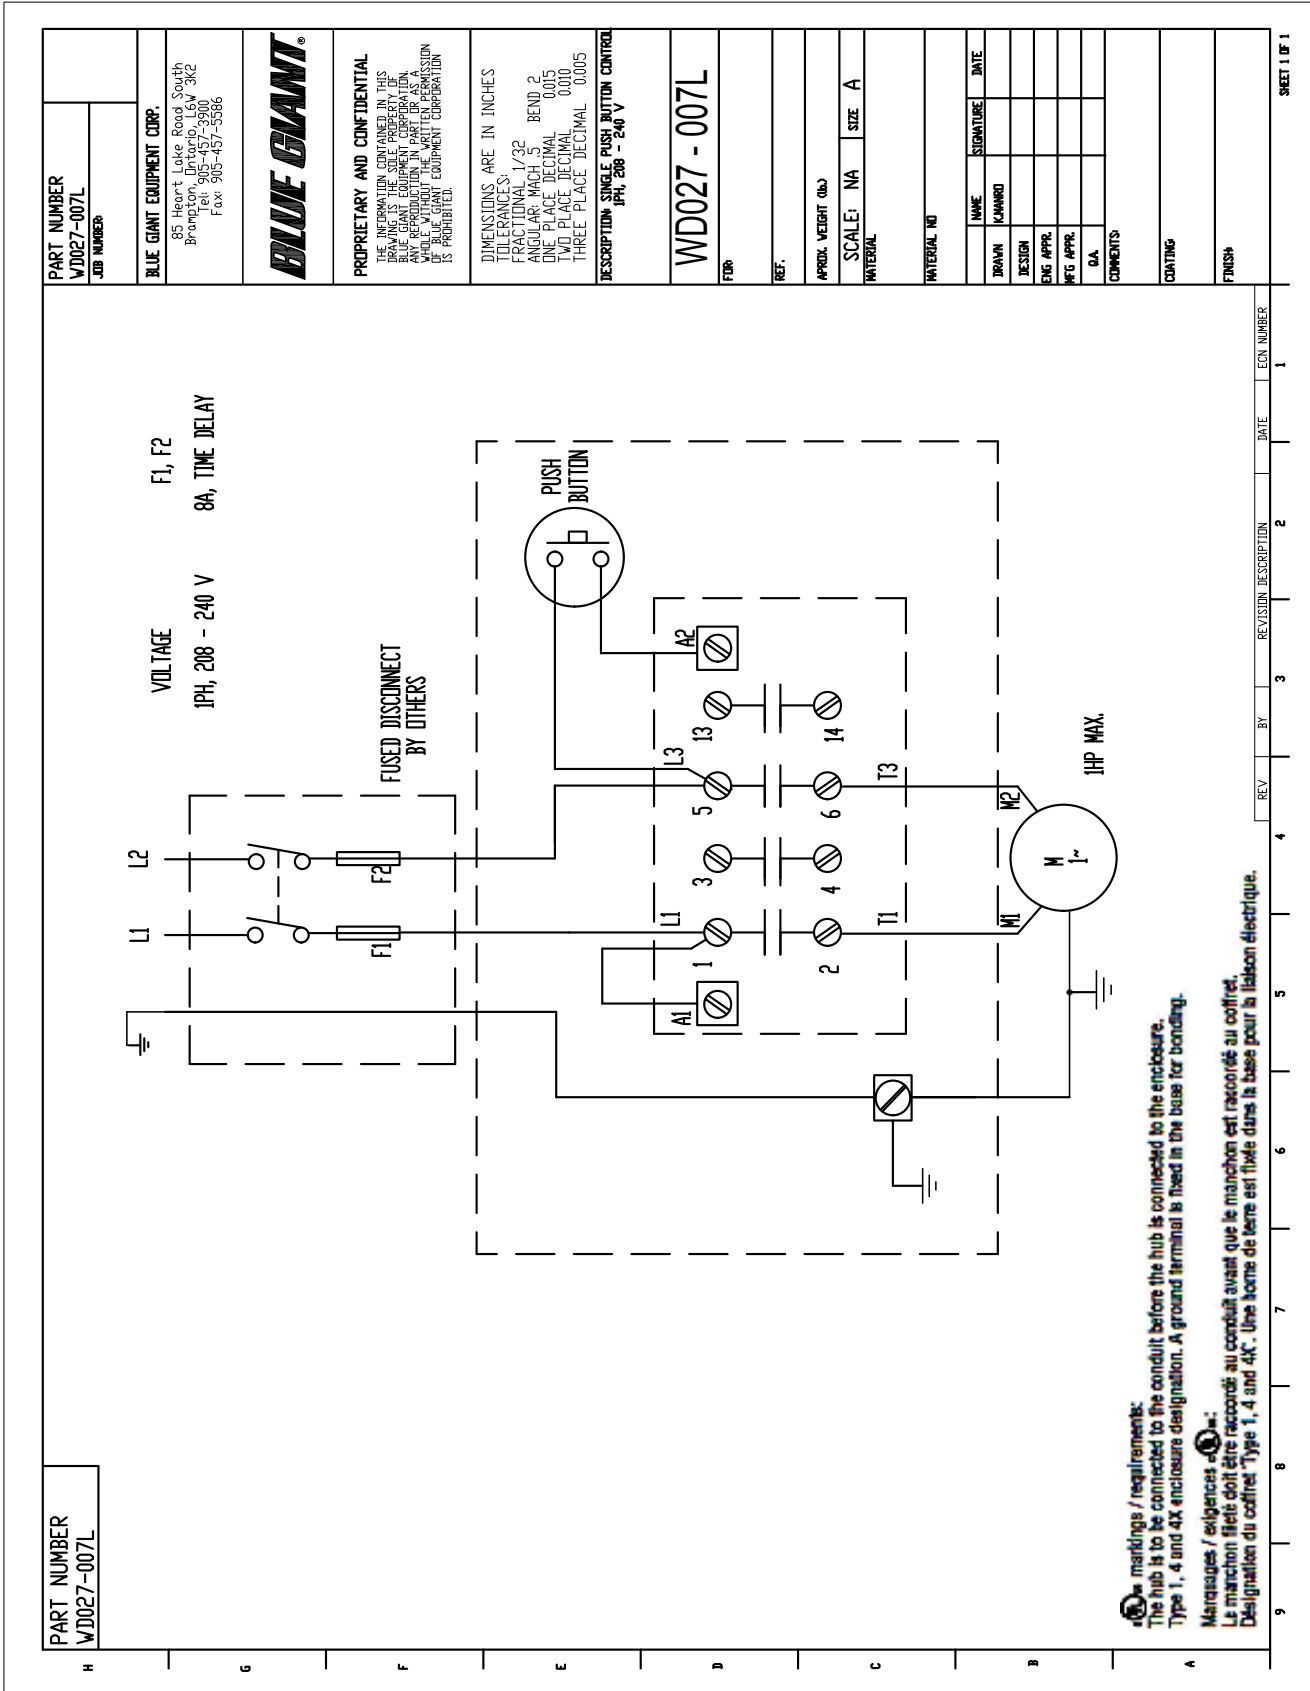 PART NUMBER
WD027-007L
PART NUMBER
WD027-007L
JOB NUMBER:
BLUE GIANT EQUIPMENT CORP.
85 Heart Lake Road South
Brampton, Ontario, L6W 3K2
Tel: 905-457-3900
Fax: 905-457-5586
BLUE GIANT®
PROPRIETARY AND CONFIDENTIAL
THE INFORMATION CONTAINED IN THIS
DRAWING IS THE SOLE PROPERTY OF
BLUE GIANT EQUIPMENT CORPORATION.
ANY REPRODUCTION IN PART OR AS A
WHOLE WITHOUT THE WRITTEN PERMISSION
OF BLUE GIANT EQUIPMENT CORPORATION
IS PROHIBITED.
DIMENSIONS ARE IN INCHES
TOLERANCES:
FRACTIONAL 1/32
ANGULAR: MACH .5 BEND 2
ONE PLACE DECIMAL 0.015
TWO PLACE DECIMAL 0.010
THREE PLACE DECIMAL 0.005
DESCRIPTION: SINGLE PUSH BUTTON CONTROL
1PH, 208 - 240 V
WD027 - 007L
FOR:
REF.
APROX. WEIGHT (Lb.)
SCALE: NA SIZE A
MATERIAL
MATERIAL NO
NAME SIGNATURE DATE
DRAWN K.MANRO
DESIGN
ENG APPR.
MFG APPR.
Q.A.
COMMENTS:
COATING:
FINISH:
SHEET 1 OF 1
VOLTAGE F1, F2
1PH, 208 - 240 V 8A, TIME DELAY
L1 L2
F1 F2
FUSED DISCONNECT
BY OTHERS
PUSH
BUTTON
A1 1 L1 3 5 L3 13 A2
2 4 6 14
T1 T3
M1 M2
M
1~
1HP MAX.
cULus markings / requirements:
The hub is to be connected to the conduit before the hub is connected to the enclosure.
Type 1, 4 and 4X enclosure designation. A ground terminal is fixed in the base for bonding.
Marquages / exigences cULus:
Le manchon fileté doit être raccordé au conduit avant que le manchon est raccordé au coffret.
Désignation du coffret "Type 1, 4 and 4X". Une borne de terre est fixée dans la base pour la liaison électrique.
REV BY REVISION DESCRIPTION DATE ECN NUMBER
9 8 7 6 5 4 3 2 1
H
G
F
E
D
C
B
A